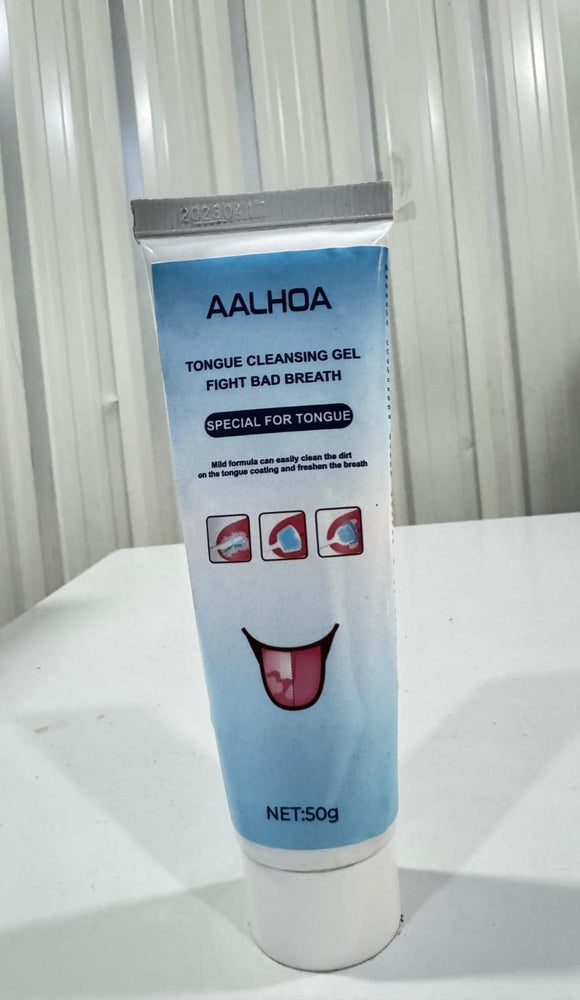 AALHOA
TONGUE CLEANSING GEL
FIGHT BAD BREATH
SPECIAL FOR TONGUE
Mild formula can easily clean the dirt
on the tongue coating and freshen the breath
NET:50g